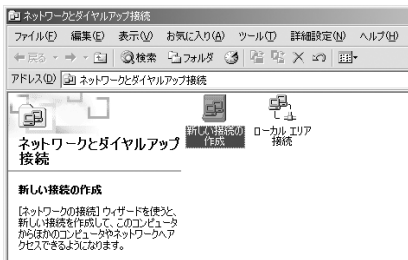 ネットワークとダイヤルアップ接続
ファイル(F) 編集(E) 表示(V) お気に入り(A) ツール(T) 詳細設定(N) ヘルプ(H)
戻る 検索 フォルダ
アドレス(D) ネットワークとダイヤルアップ接続
ネットワークとダイヤルアップ
接続
新しい接続の作成
[ネットワークの接続] ウィザードを使うと、
新しい接続を作成して、このコンピュータ
からほかのコンピュータやネットワークへア
クセスできるようになります。
新しい接続の
作成
ローカル エリア
接続